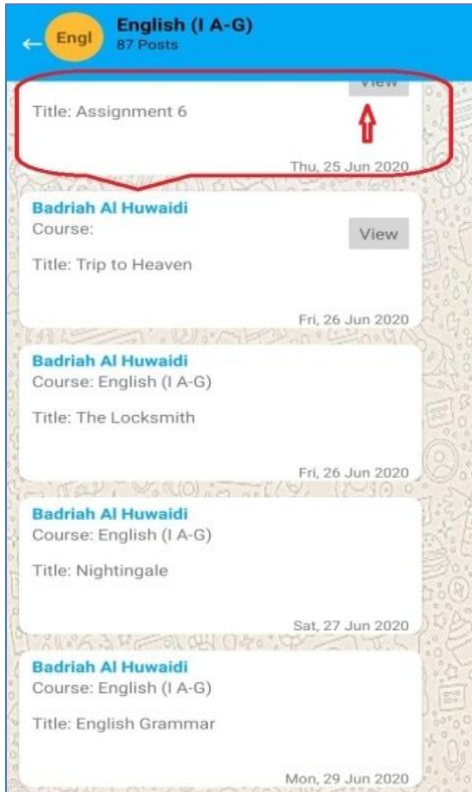 Engl
English (I A-G)
87 Posts
View
Title: Assignment 6
Thu, 25 Jun 2020
Badriah Al Huwaidi
Course:
View
Title: Trip to Heaven
Fri, 26 Jun 2020
Badriah Al Huwaidi
Course: English (I A-G)
Title: The Locksmith
Fri, 26 Jun 2020
Badriah Al Huwaidi
Course: English (I A-G)
Title: Nightingale
Sat, 27 Jun 2020
Badriah Al Huwaidi
Course: English (I A-G)
Title: English Grammar
Mon, 29 Jun 2020